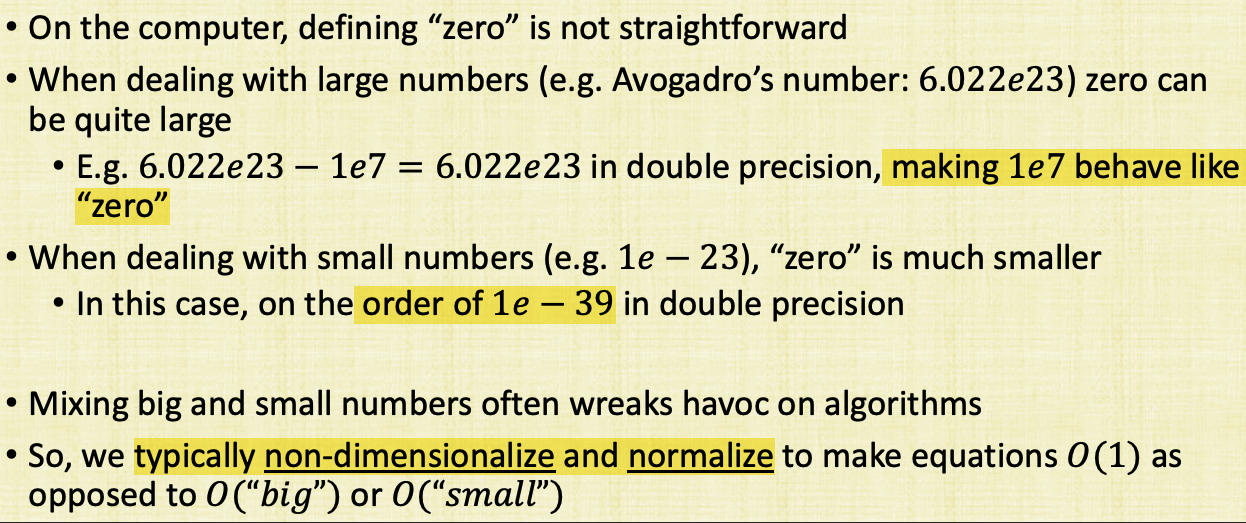 • On the computer, defining “zero” is not straightforward
• When dealing with large numbers (e.g. Avogadro’s number: 6.022e23) zero can
be quite large
• E.g. 6.022e23 − 1e7 = 6.022e23 in double precision, making 1e7 behave like
“zero”
• When dealing with small numbers (e.g. 1e − 23), “zero” is much smaller
• In this case, on the order of 1e − 39 in double precision
• Mixing big and small numbers often wreaks havoc on algorithms
• So, we typically non-dimensionalize and normalize to make equations O(1) as
opposed to O(“big”) or O(“small”)